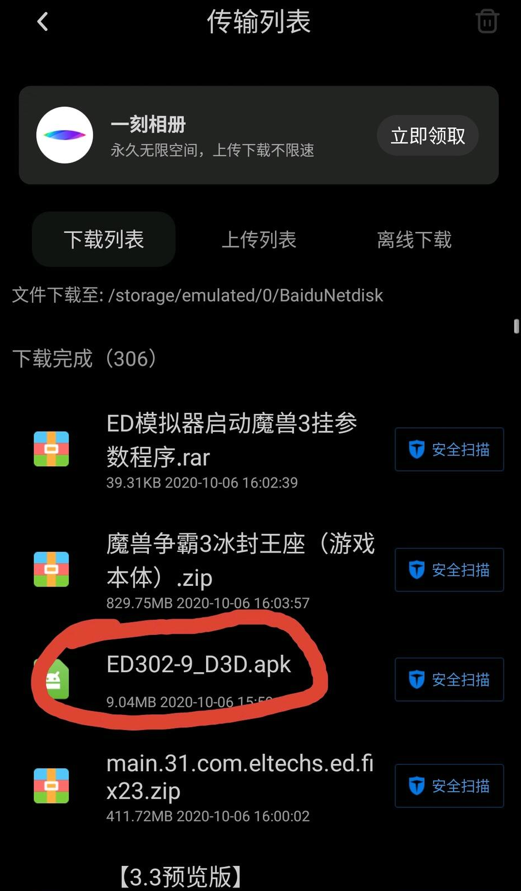 传输列表
一刻相册
永久无限空间，上传下载不限速
立即领取
下载列表
上传列表
离线下载
文件下载至: /storage/emulated/0/BaiduNetdisk
下载完成（306）
ED模拟器启动魔兽3挂参
数程序.rar
39.31KB 2020-10-06 16:02:39
安全扫描
魔兽争霸3冰封王座（游戏
本体）.zip
829.75MB 2020-10-06 16:03:57
安全扫描
ED302-9_D3D.apk
9.04MB 2020-10-06
安全扫描
main.31.com.eltechs.ed.fi
x23.zip
411.72MB 2020-10-06 16:00:02
安全扫描
【3.3预览版】